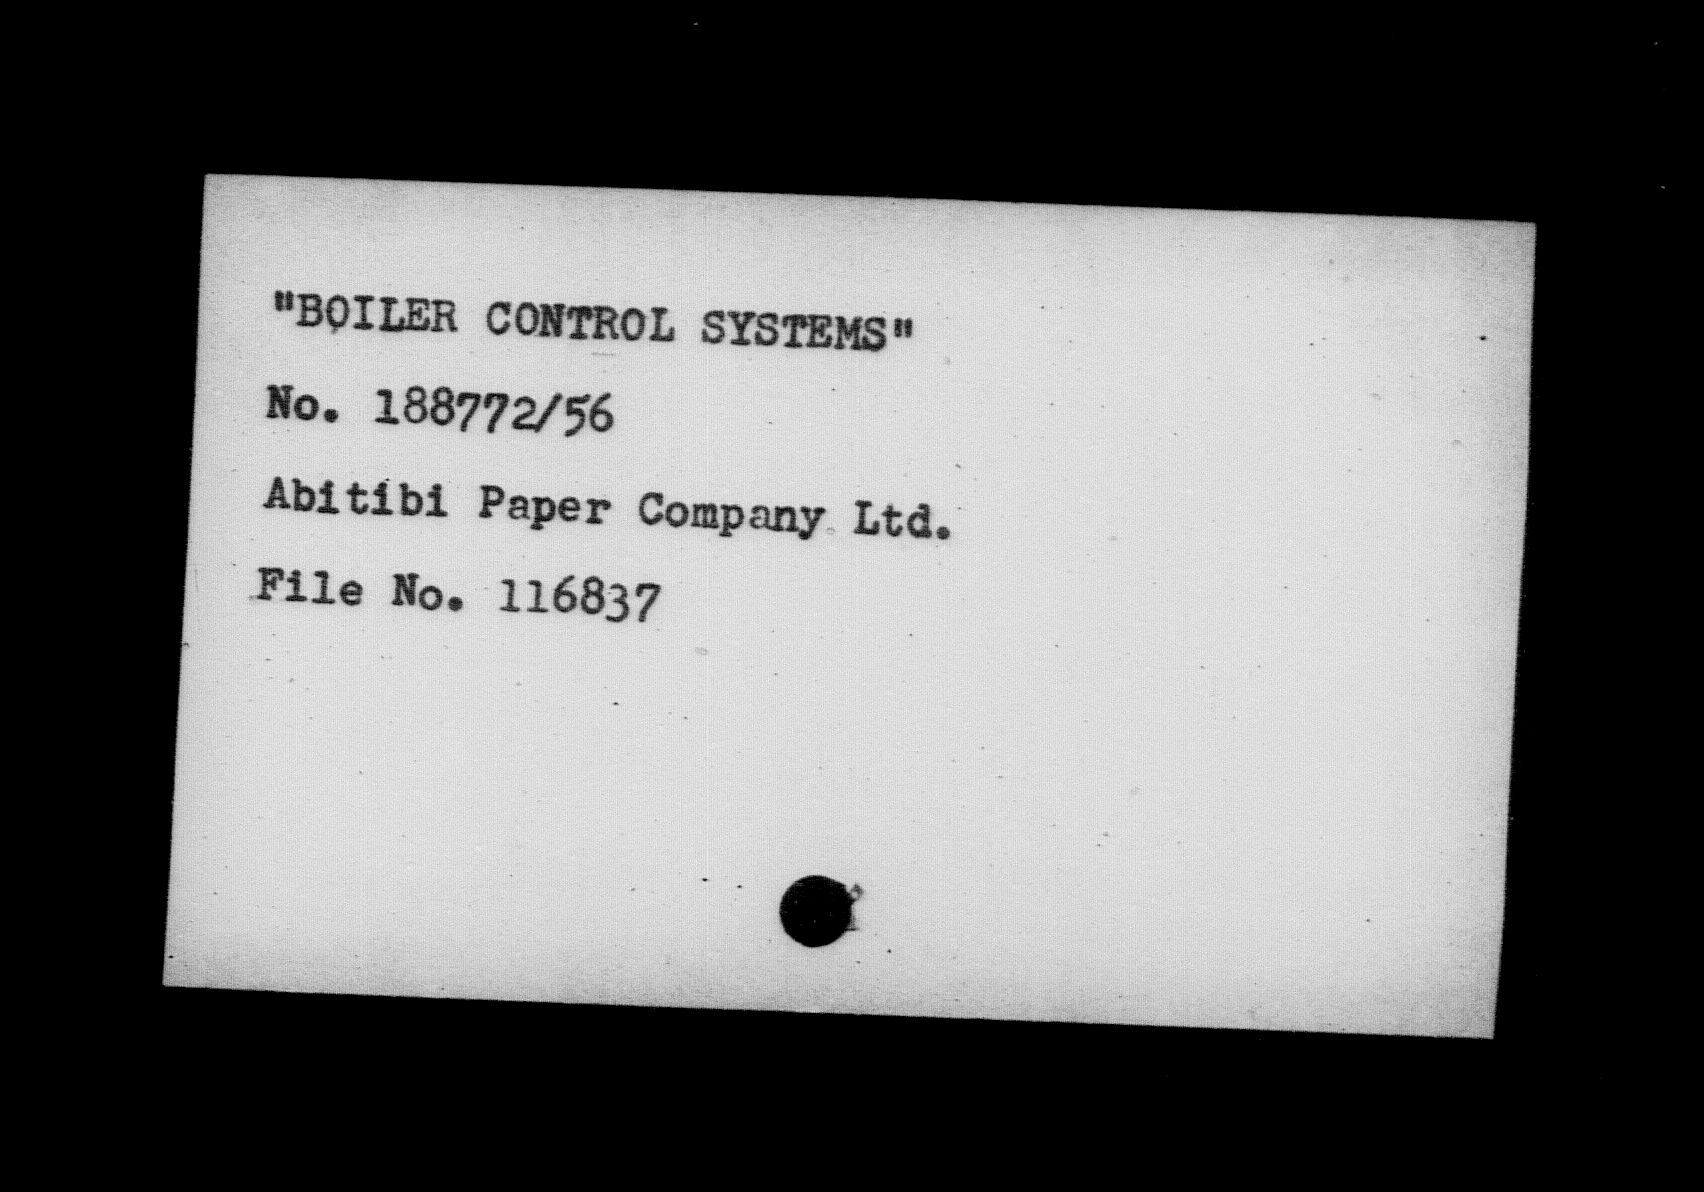 "BOILER CONTROL SYSTEMS"
No. 188772/56
Abitibi Paper Company Ltd.
File No. 116837